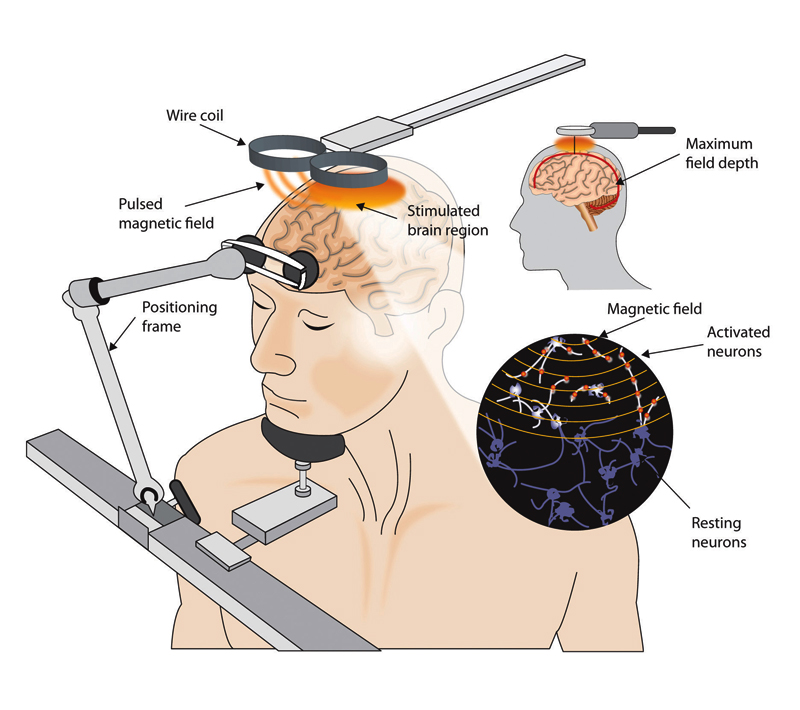 Wire coil
Pulsed
magnetic field
Stimulated
brain region
Maximum
field depth
Positioning
frame
Magnetic field
Activated
neurons
Resting
neurons